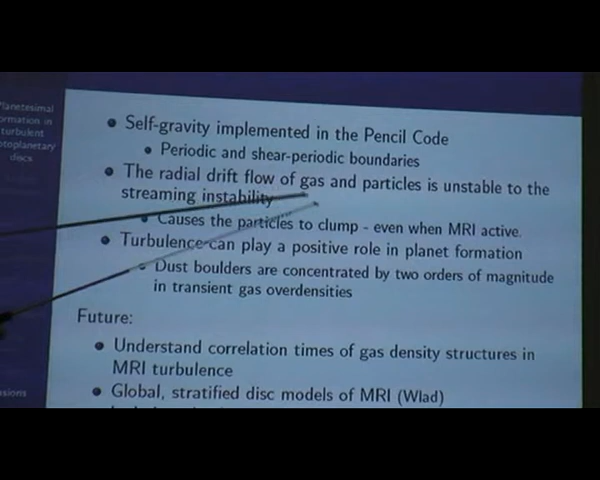 Planetesimal
formation in
turbulent
protoplanetary
discs
• Self-gravity implemented in the Pencil Code
• Periodic and shear-periodic boundaries
• The radial drift flow of gas and particles is unstable to the
streaming instability
• Causes the particles to clump - even when MRI active.
• Turbulence can play a positive role in planet formation
• Dust boulders are concentrated by two orders of magnitude
in transient gas overdensities
Future:
• Understand correlation times of gas density structures in
MRI turbulence
• Global, stratified disc models of MRI (Wlad)